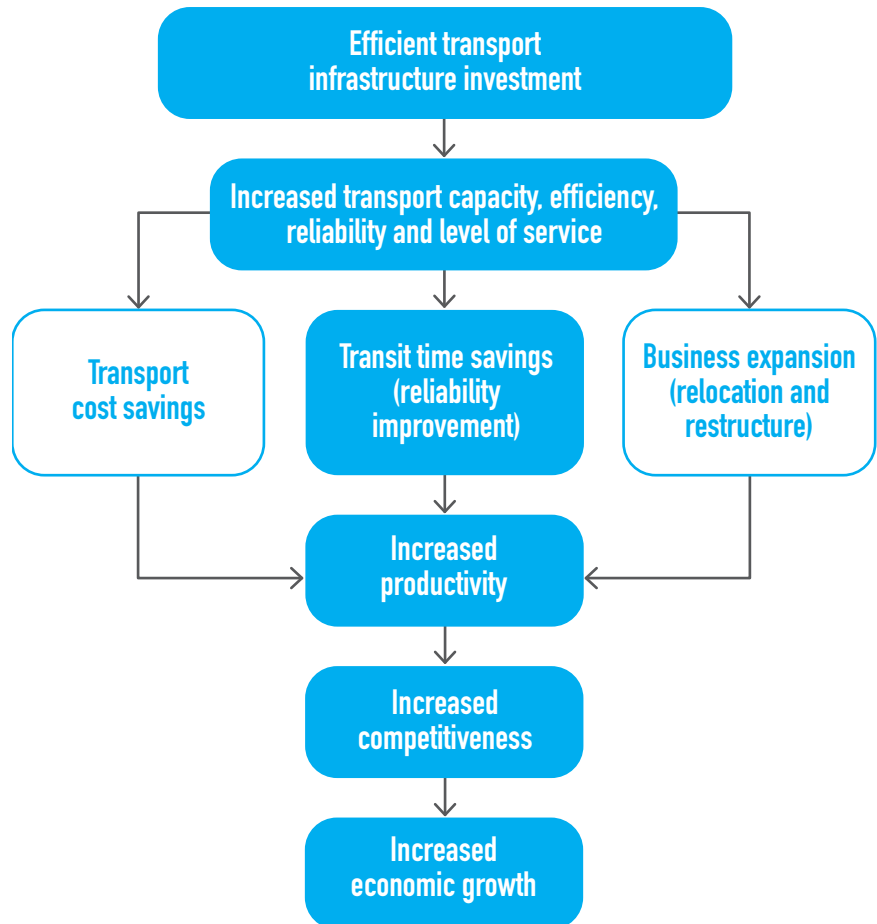 Efficient transport
infrastructure investment
Increased transport capacity, efficiency,
reliability and level of service
Transport
cost savings
Transit time savings
(reliability
improvement)
Business expansion
(relocation and
restructure)
Increased
productivity
Increased
competitiveness
Increased
economic growth